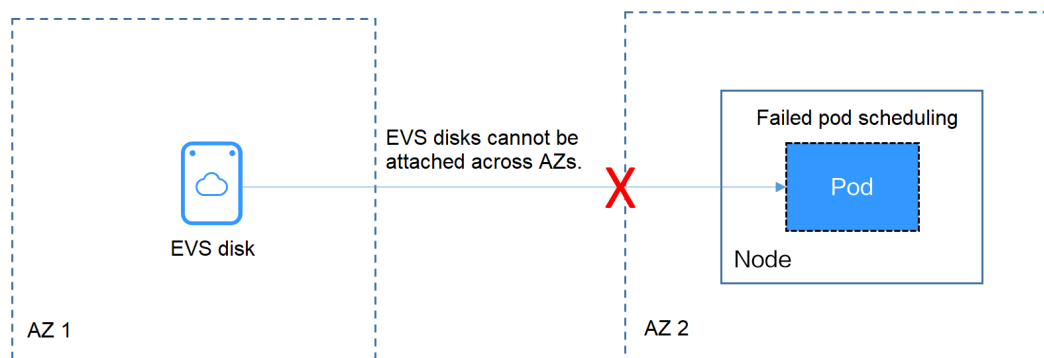 EVS disks cannot be
attached across AZs.
Failed pod scheduling
X
Pod
EVS disk
Node
AZ 1
AZ 2